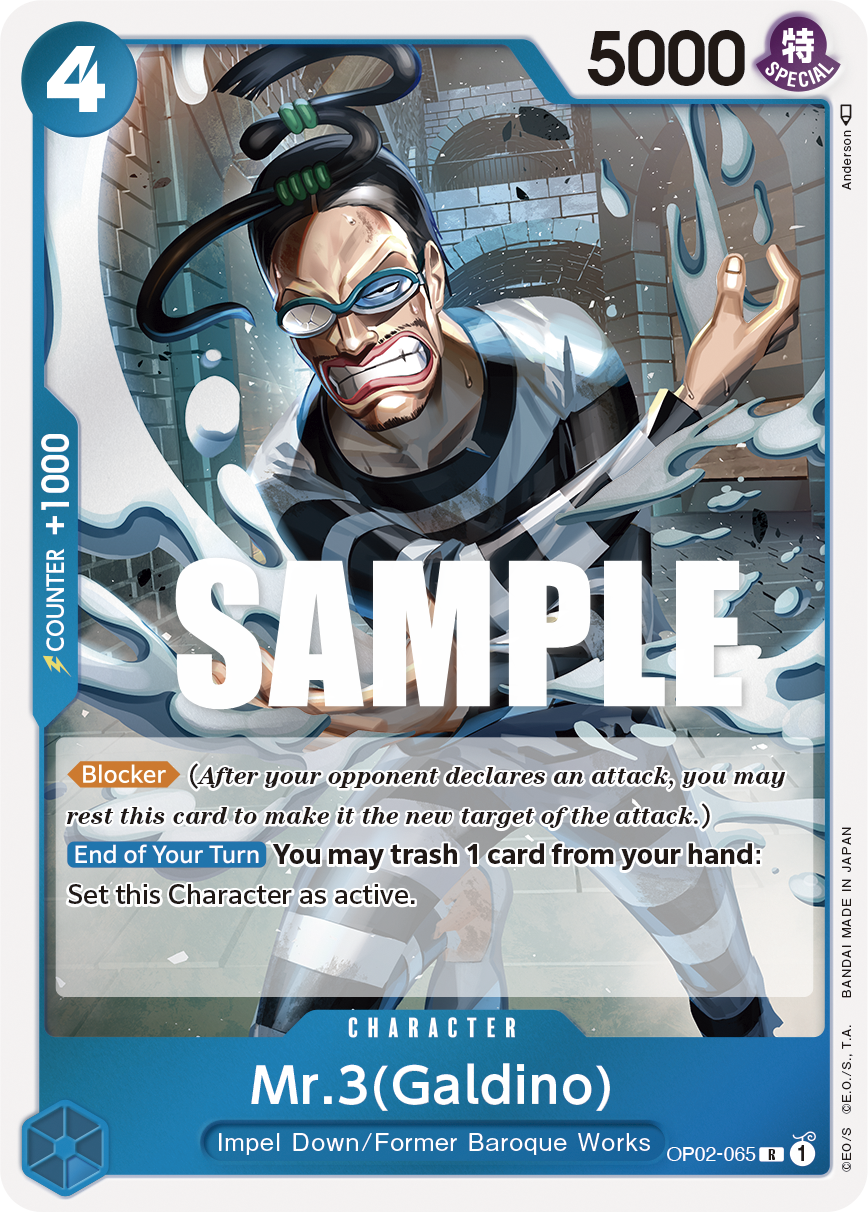 4
5000
特
SPECIAL
Anderson
COUNTER +1000
SAMPLE
Blocker (After your opponent declares an attack, you may
rest this card to make it the new target of the attack.)
End of Your Turn You may trash 1 card from your hand:
Set this Character as active.
CHARACTER
Mr.3(Galdino)
Impel Down/Former Baroque Works
OP02-065 R 1
©EO/S ©E.O./S., T.A. BANDAI MADE IN JAPAN